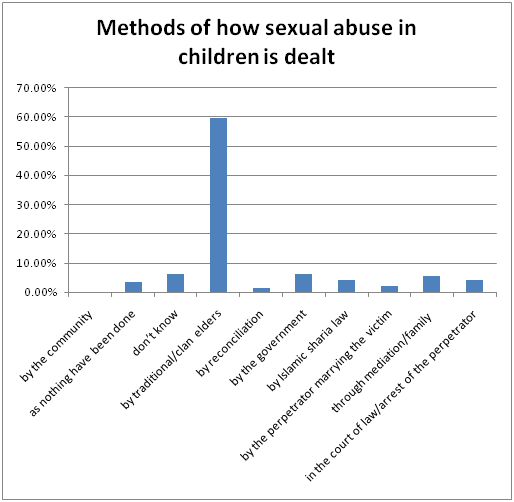 Methods of how sexual abuse in
children is dealt
70.00%
60.00%
50.00%
40.00%
30.00%
20.00%
10.00%
0.00%
by the community
as nothing have been done
don't know
by traditional/clan elders
by reconciliation
by the government
by Islamic sharia law
by the perpetrator marrying the victim
through mediation/family
in the court of law/arrest of the perpetrator